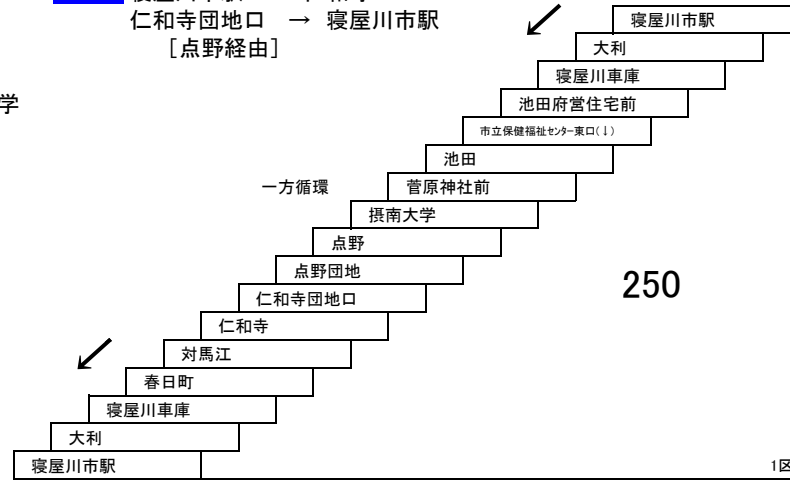 仁和寺団地口 → 寝屋川市駅
[点野経由]
寝屋川市駅
大利
寝屋川車庫
池田府営住宅前
学
市立保健福祉センター東口(↓)
池田
一方循環
菅原神社前
摂南大学
点野
点野団地
250
仁和寺団地口
仁和寺
対馬江
春日町
寝屋川車庫
大利
寝屋川市駅
1区